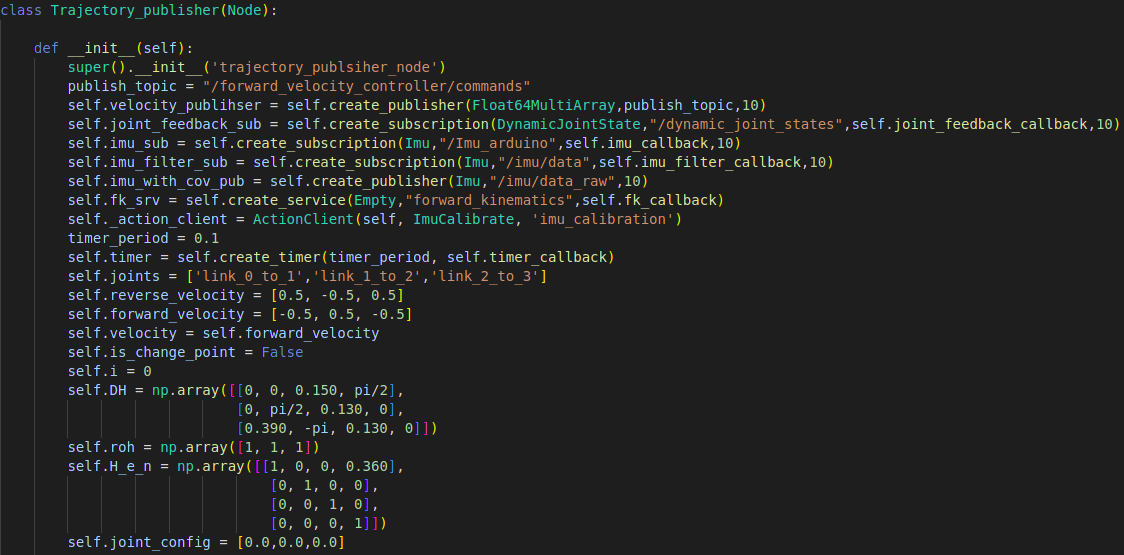 class Trajectory_publisher(Node):
def __init__(self):
super().__init__('trajectory_publsiher_node')
publish_topic = "/forward_velocity_controller/commands"
self.velocity_publihser = self.create_publisher(Float64MultiArray,publish_topic,10)
self.joint_feedback_sub = self.create_subscription(DynamicJointState,"/dynamic_joint_states",self.joint_feedback_callback,10)
self.imu_sub = self.create_subscription(Imu,"/Imu_arduino",self.imu_callback,10)
self.imu_filter_sub = self.create_subscription(Imu,"/imu/data",self.imu_filter_callback,10)
self.imu_with_cov_pub = self.create_publisher(Imu,"/imu/data_raw",10)
self.fk_srv = self.create_service(Empty,"forward_kinematics",self.fk_callback)
self._action_client = ActionClient(self, ImuCalibrate, 'imu_calibration')
timer_period = 0.1
self.timer = self.create_timer(timer_period, self.timer_callback)
self.joints = ['link_0_to_1','link_1_to_2','link_2_to_3']
self.reverse_velocity = [0.5, -0.5, 0.5]
self.forward_velocity = [-0.5, 0.5, -0.5]
self.velocity = self.forward_velocity
self.is_change_point = False
self.i = 0
self.DH = np.array([[0, 0, 0.150, pi/2],
[0, pi/2, 0.130, 0],
[0.390, -pi, 0.130, 0]])
self.roh = np.array([1, 1, 1])
self.H_e_n = np.array([[1, 0, 0, 0.360],
[0, 1, 0, 0],
[0, 0, 1, 0],
[0, 0, 0, 1]])
self.joint_config = [0.0,0.0,0.0]